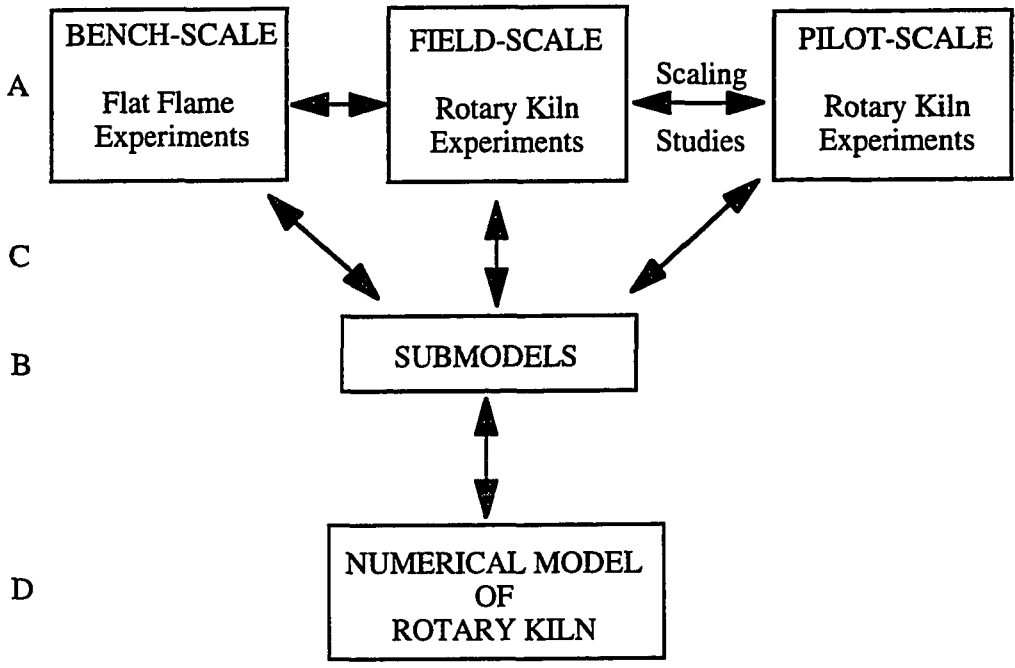 A
BENCH-SCALE
Flat Flame
Experiments
FIELD-SCALE
Rotary Kiln
Experiments
Scaling
Studies
PILOT-SCALE
Rotary Kiln
Experiments
C
B
SUBMODELS
D
NUMERICAL MODEL
OF
ROTARY KILN